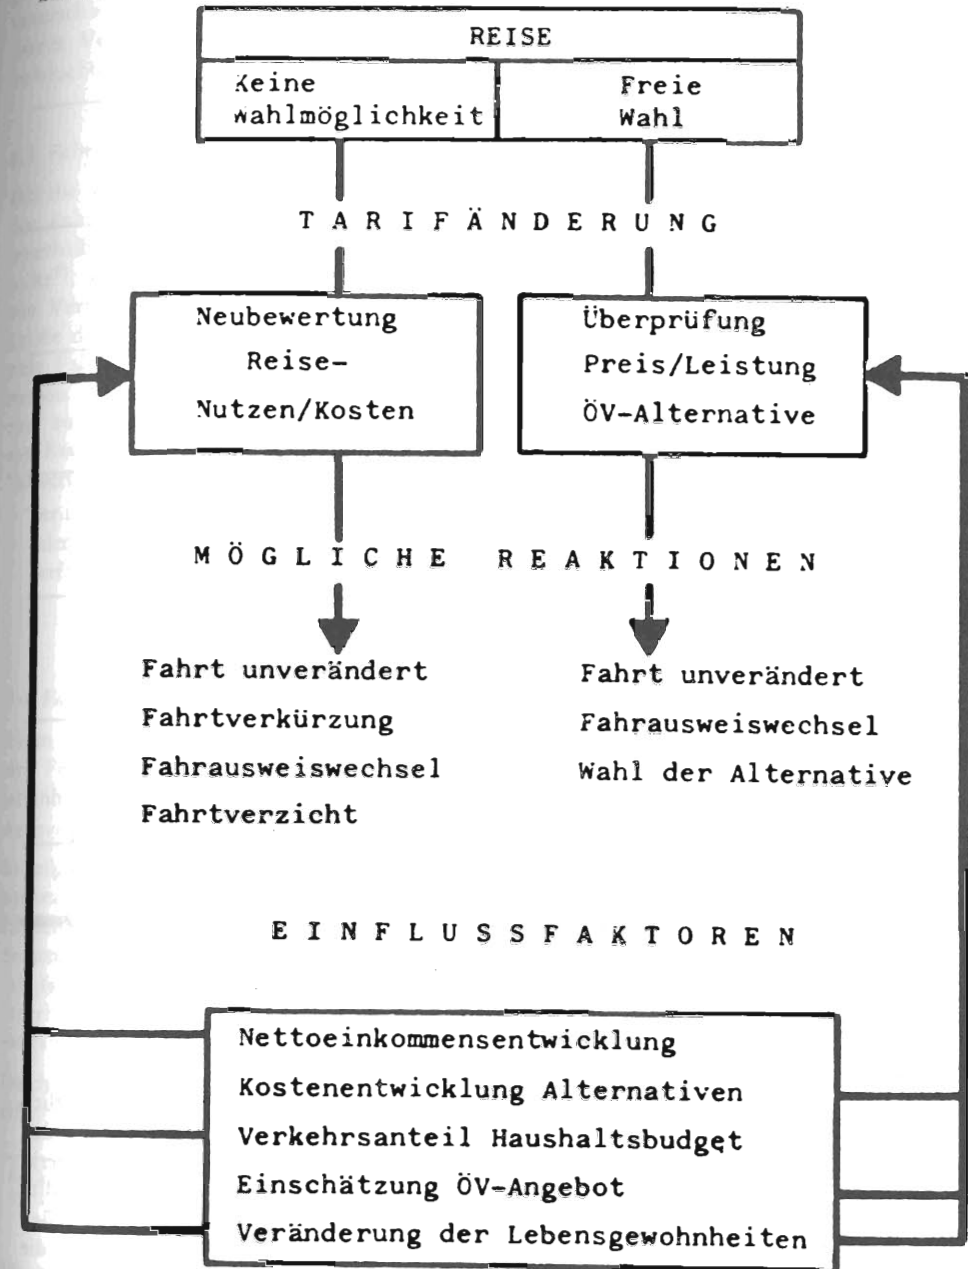 REISE
Keine
Wahlmöglichkeit
Freie
Wahl
TARIFÄNDERUNG
Neubewertung
Reise-
Nutzen/Kosten
Überprüfung
Preis/Leistung
ÖV-Alternative
MÖGLICHE REAKTIONEN
Fahrt unverändert
Fahrtverkürzung
Fahrausweiswechsel
Fahrtverzicht
Fahrt unverändert
Fahrausweiswechsel
Wahl der Alternative
EINFLUSSFAKTOREN
Nettoeinkommensentwicklung
Kostenentwicklung Alternativen
Verkehrsanteil Haushaltsbudget
Einschätzung ÖV-Angebot
Veränderung der Lebensgewohnheiten